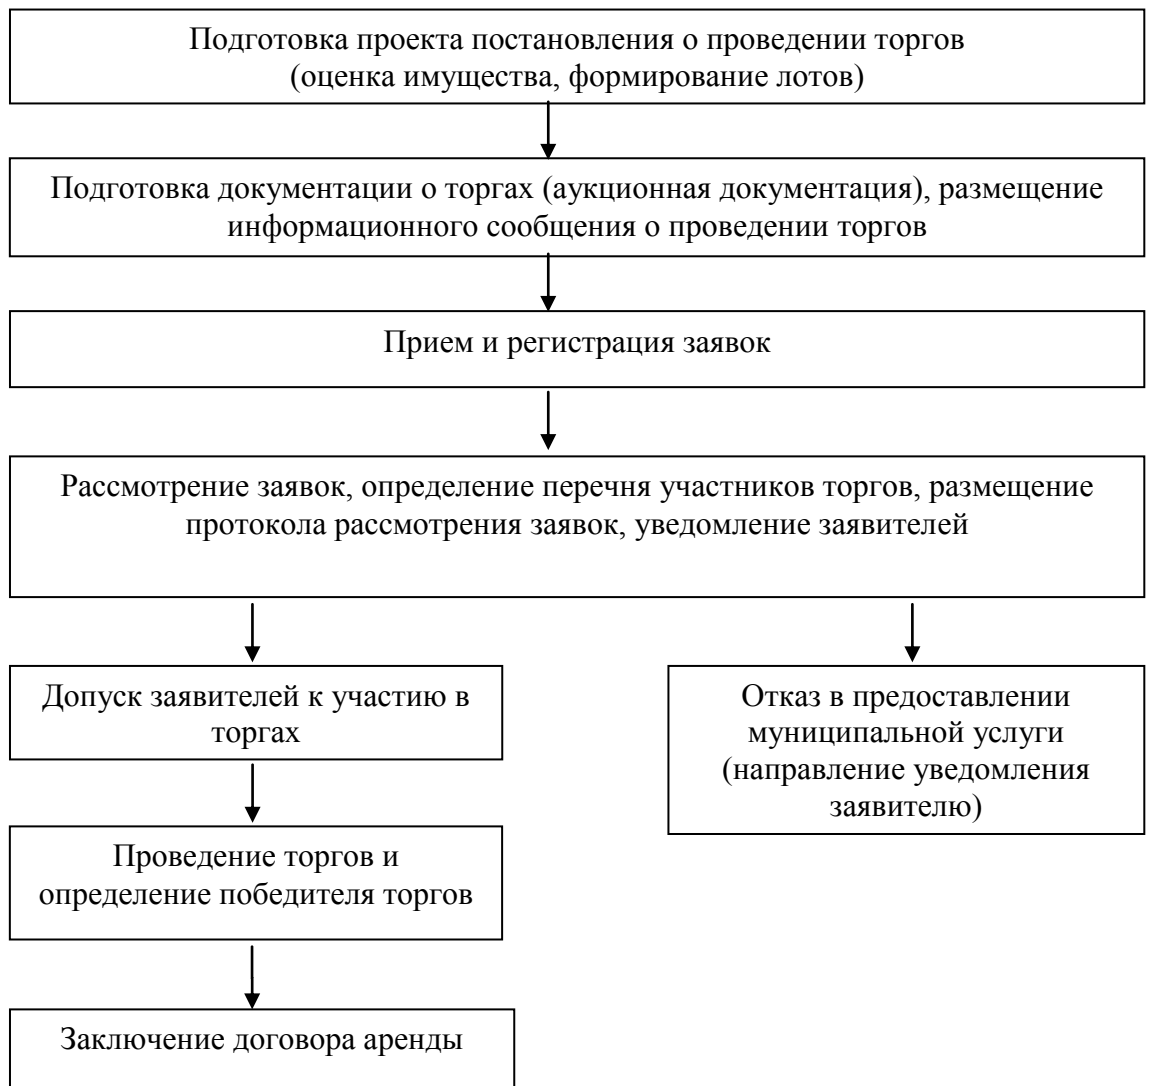 Подготовка проекта постановления о проведении торгов
(оценка имущества, формирование лотов)
Подготовка документации о торгах (аукционная документация), размещение
информационного сообщения о проведении торгов
Прием и регистрация заявок
Рассмотрение заявок, определение перечня участников торгов, размещение
протокола рассмотрения заявок, уведомление заявителей
Допуск заявителей к участию в
торгах
Отказ в предоставлении
муниципальной услуги
(направление уведомления
заявителю)
Проведение торгов и
определение победителя торгов
Заключение договора аренды